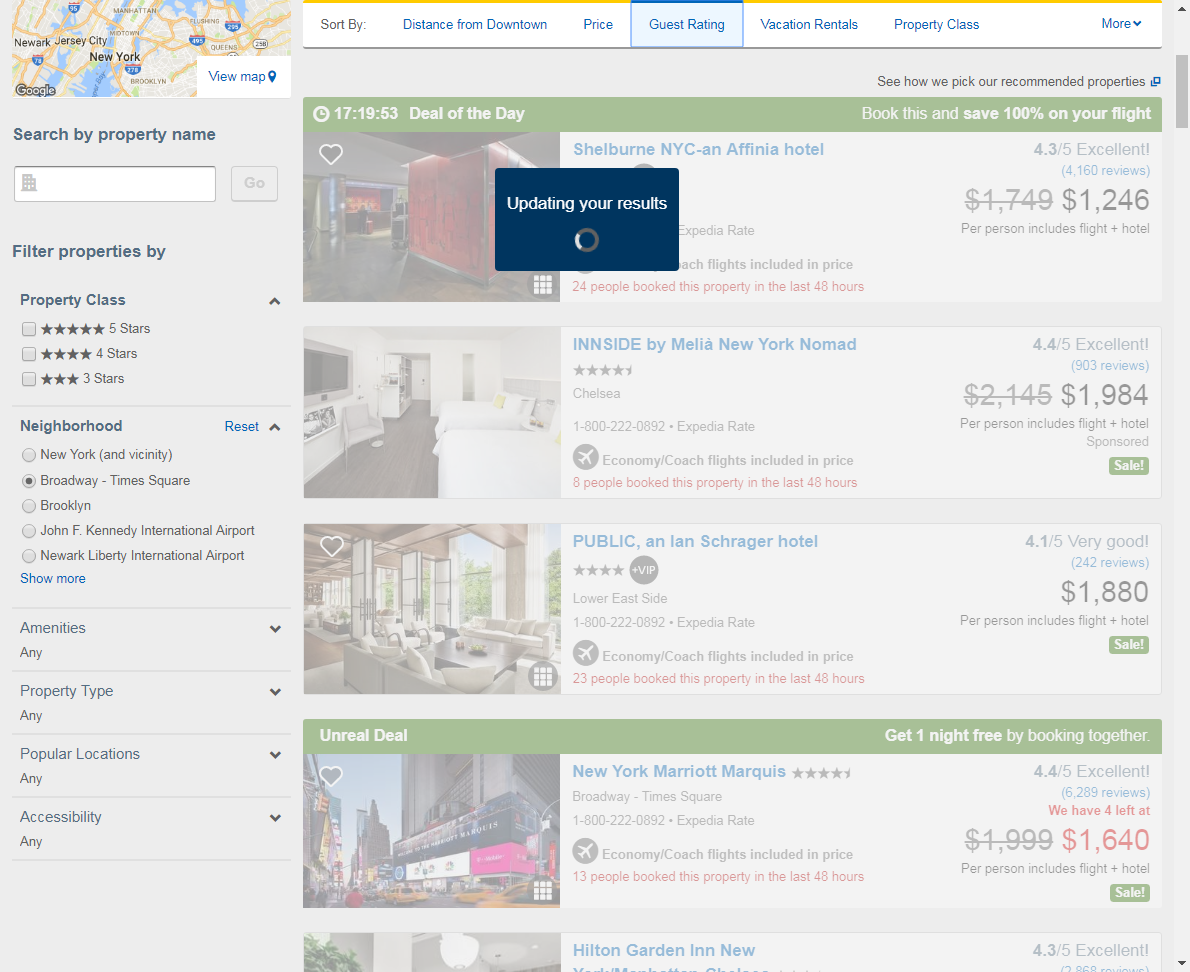 MANHATTAN
FLUSHING
MIDTOWN
Newark
Jersey City
QUEENS
New York
BROOKLYN
95
495
295
25B
78
278
Google
View map
Search by property name
Go
Filter properties by
Property Class
5 Stars
4 Stars
3 Stars
Neighborhood
Reset
New York (and vicinity)
Broadway - Times Square
Brooklyn
John F. Kennedy International Airport
Newark Liberty International Airport
Show more
Amenities
Any
Property Type
Any
Popular Locations
Any
Accessibility
Any
Sort By: Distance from Downtown Price Guest Rating Vacation Rentals Property Class More
See how we pick our recommended properties
17:19:53 Deal of the Day Book this and save 100% on your flight
Shelburne NYC-an Affinia hotel
Updating your results
Expedia Rate
Coach flights included in price
24 people booked this property in the last 48 hours
4.3/5 Excellent!
(4,160 reviews)
$1,749 $1,246
Per person includes flight + hotel
INNSIDE by Melià New York Nomad
Chelsea
1-800-222-0892 • Expedia Rate
Economy/Coach flights included in price
8 people booked this property in the last 48 hours
4.4/5 Excellent!
(903 reviews)
$2,145 $1,984
Per person includes flight + hotel
Sponsored
Sale!
PUBLIC, an Ian Schrager hotel
+VIP
Lower East Side
1-800-222-0892 • Expedia Rate
Economy/Coach flights included in price
23 people booked this property in the last 48 hours
4.1/5 Very good!
(242 reviews)
$1,880
Per person includes flight + hotel
Sale!
Unreal Deal Get 1 night free by booking together.
New York Marriott Marquis
Broadway - Times Square
1-800-222-0892 • Expedia Rate
Economy/Coach flights included in price
13 people booked this property in the last 48 hours
4.4/5 Excellent!
(6,289 reviews)
We have 4 left at
$1,999 $1,640
Per person includes flight + hotel
Sale!
Hilton Garden Inn New
York/Manhattan-Chelsea
4.3/5 Excellent!
(2,868 reviews)